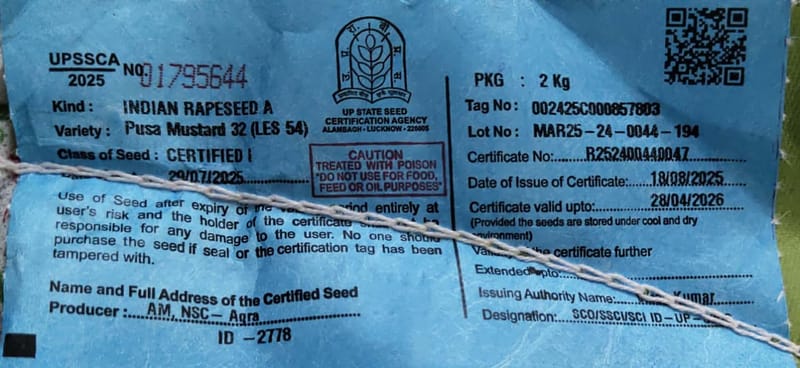 UPSSCA
2025
No 01795644
Kind : INDIAN RAPESEED A
Variety : Pusa Mustard 32 (LES 54)
Class of Seed : CERTIFIED I
29/07/2025
UP STATE SEED
CERTIFICATION AGENCY
ALAMBAGH - LUCKNOW - 226005
CAUTION
TREATED WITH POISON
"DO NOT USE FOR FOOD,
FEED OR OIL PURPOSES"
Use of Seed after expiry of the period entirely at
user's risk and the holder of the certificate be
responsible for any damage to the user. No one should
purchase the seed if seal or the certification tag has been
tampered with.
Name and Full Address of the Certified Seed
Producer : AM, NSC- Agra
ID -2778
PKG : 2 Kg
Tag No : 002425C000857803
Lot No : MAR25-24-0044-194
Certificate No: R252400440047
Date of Issue of Certificate: 18/08/2025
Certificate valid upto: 28/04/2026
(Provided the seeds are stored under cool and dry
environment)
the certificate further
Extended upto
Issuing Authority Name: Kumar
Designation: SCO/SSCI/SCI ID-UP-